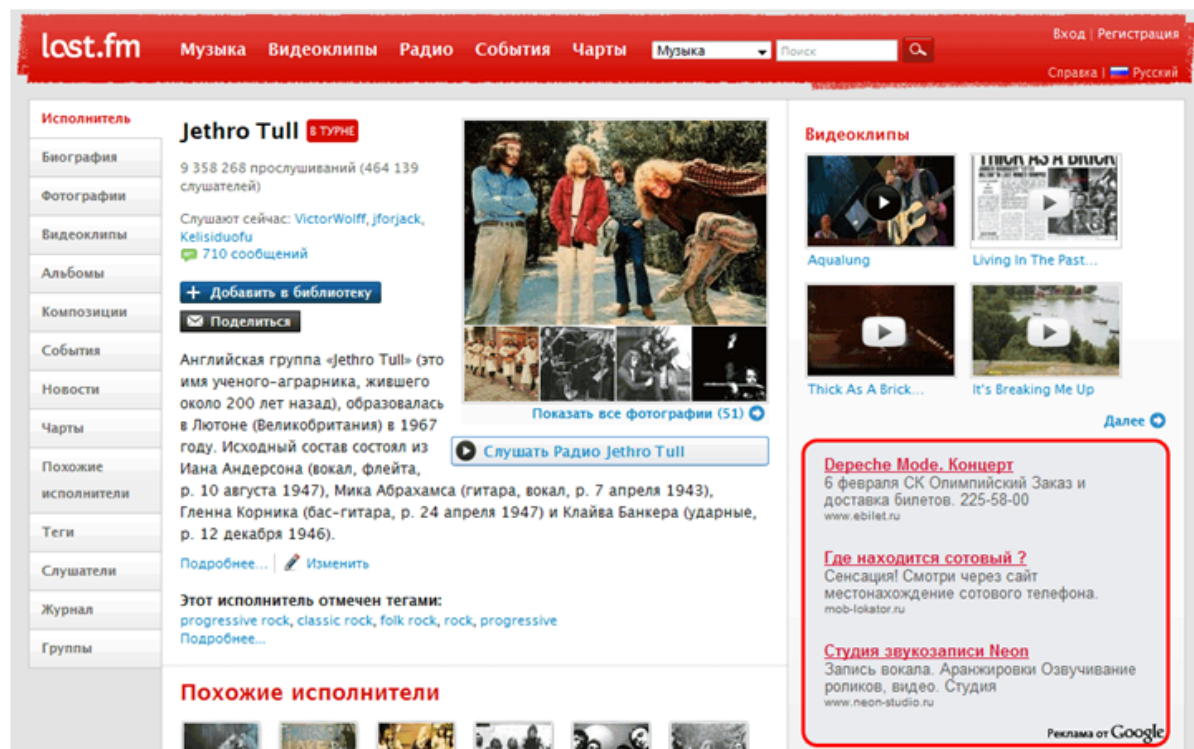 last.fm
Музыка Видеоклипы Радио События Чарты
Музыка
Поиск
Вход | Регистрация
Справка | Русский
Исполнитель
Биография
Фотографии
Видеоклипы
Альбомы
Композиции
События
Новости
Чарты
Похожие
исполнители
Теги
Слушатели
Журнал
Группы
Jethro Tull В ТУРНЕ
9 358 268 прослушиваний (464 139
слушателей)
Слушают сейчас: VictorWolff, jforjack,
Kelisiduofu
710 сообщений
+ Добавить в библиотеку
Поделиться
Английская группа «Jethro Tull» (это
имя ученого-аграрника, жившего
около 200 лет назад), образовалась
в Лютоне (Великобритания) в 1967
году. Исходный состав состоял из
Иана Андерсона (вокал, флейта,
р. 10 августа 1947), Мика Абрахамса (гитара, вокал, р. 7 апреля 1943),
Гленна Корника (бас-гитара, р. 24 апреля 1947) и Клайва Банкера (ударные,
р. 12 декабря 1946).
Подробнее... | Изменить
Этот исполнитель отмечен тегами:
progressive rock, classic rock, folk rock, rock, progressive
Подробнее...
Похожие исполнители
Показать все фотографии (51)
Слушать Радио Jethro Tull
Видеоклипы
THICK AS A BRICK
Aqualung
Living In The Past...
Thick As A Brick...
It's Breaking Me Up
Далее
Depeche Mode. Концерт
6 февраля СК Олимпийский Заказ и
доставка билетов. 225-58-00
www.ebilet.ru
Где находится сотовый ?
Сенсация! Смотри через сайт
местонахождение сотового телефона.
mob-lokator.ru
Студия звукозаписи Neon
Запись вокала. Аранжировки Озвучивание
роликов, видео. Студия
www.neon-studio.ru
Реклама от Google